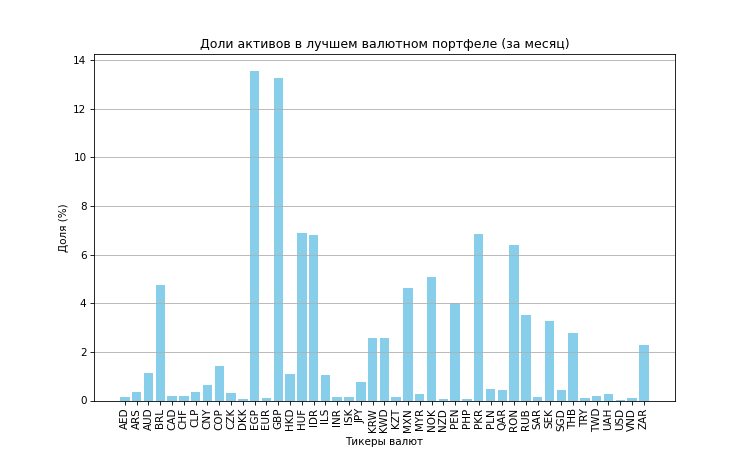 Доли активов в лучшем валютном портфеле (за месяц)
14
12
10
8
6
4
2
0
Доля (%)
AED
ARS
AUD
BRL
CAD
CHF
CLP
CNY
COP
CZK
DKK
EGP
EUR
GBP
HKD
HUF
IDR
ILS
INR
ISK
JPY
KRW
KWD
KZT
MXN
MYR
NOK
NZD
PEN
PHP
PKR
PLN
QAR
RON
RUB
SAR
SEK
SGD
THB
TRY
TWD
UAH
USD
VND
ZAR
Тикеры валют